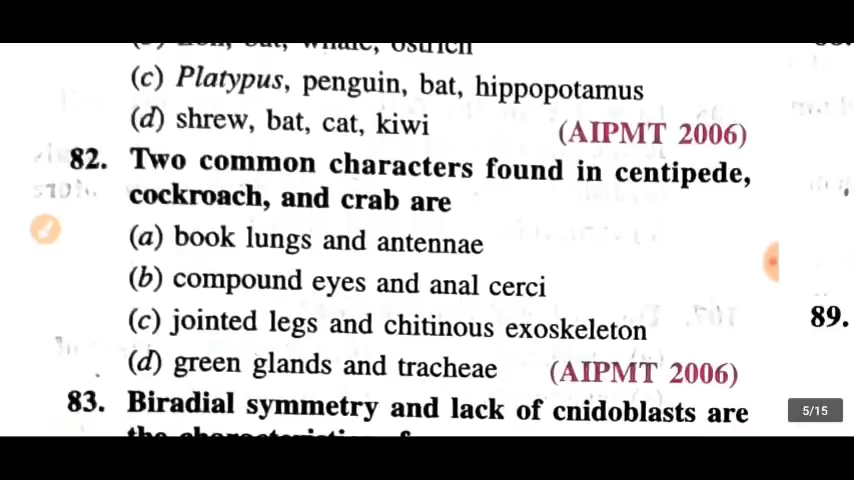 (c) Platypus, penguin, bat, hippopotamus
(d) shrew, bat, cat, kiwi (AIPMT 2006)
82. Two common characters found in centipede,
cockroach, and crab are
(a) book lungs and antennae
(b) compound eyes and anal cerci
(c) jointed legs and chitinous exoskeleton
89.
(d) green glands and tracheae (AIPMT 2006)
83. Biradial symmetry and lack of cnidoblasts are
5/15